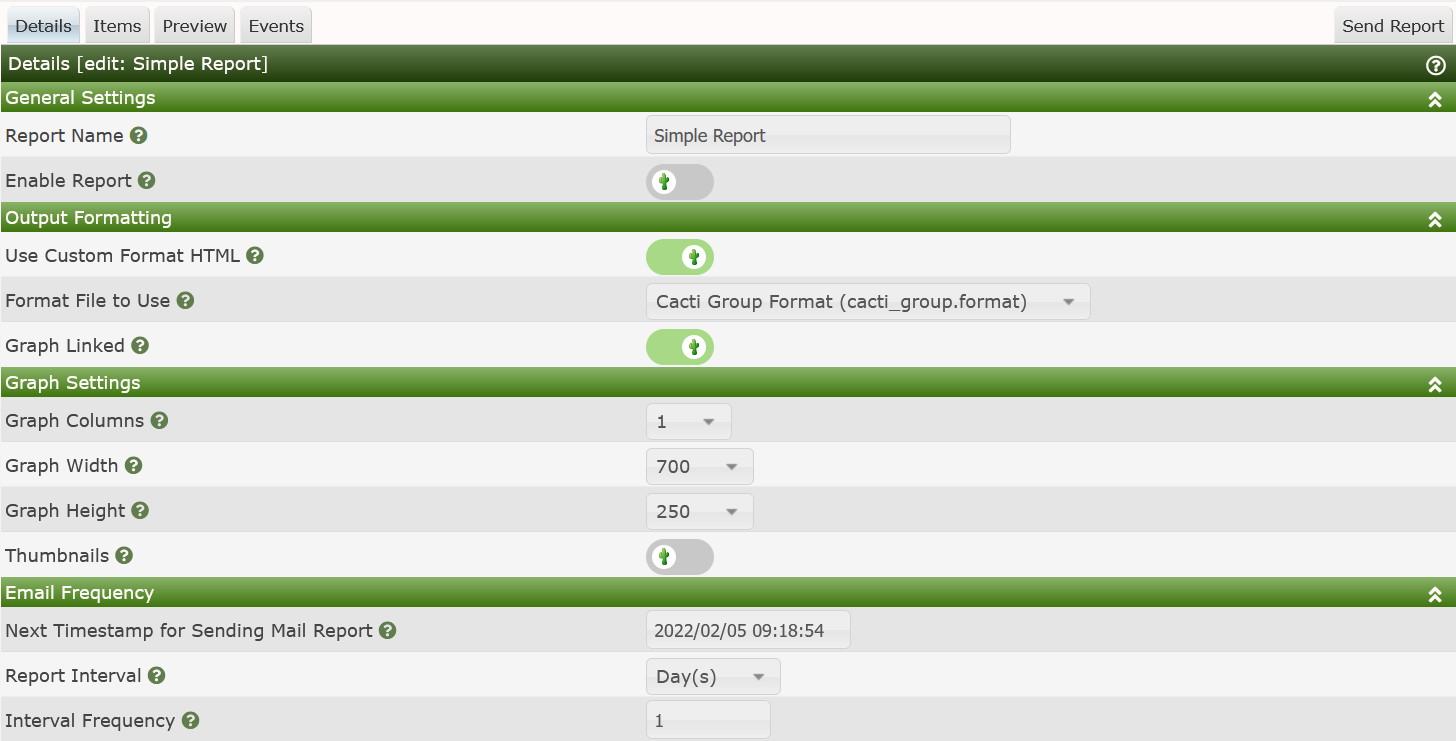 Details Items Preview Events Send Report
Details [edit: Simple Report]
General Settings
Report Name Simple Report
Enable Report
Output Formatting
Use Custom Format HTML
Format File to Use Cacti Group Format (cacti_group.format)
Graph Linked
Graph Settings
Graph Columns 1
Graph Width 700
Graph Height 250
Thumbnails
Email Frequency
Next Timestamp for Sending Mail Report 2022/02/05 09:18:54
Report Interval Day(s)
Interval Frequency 1